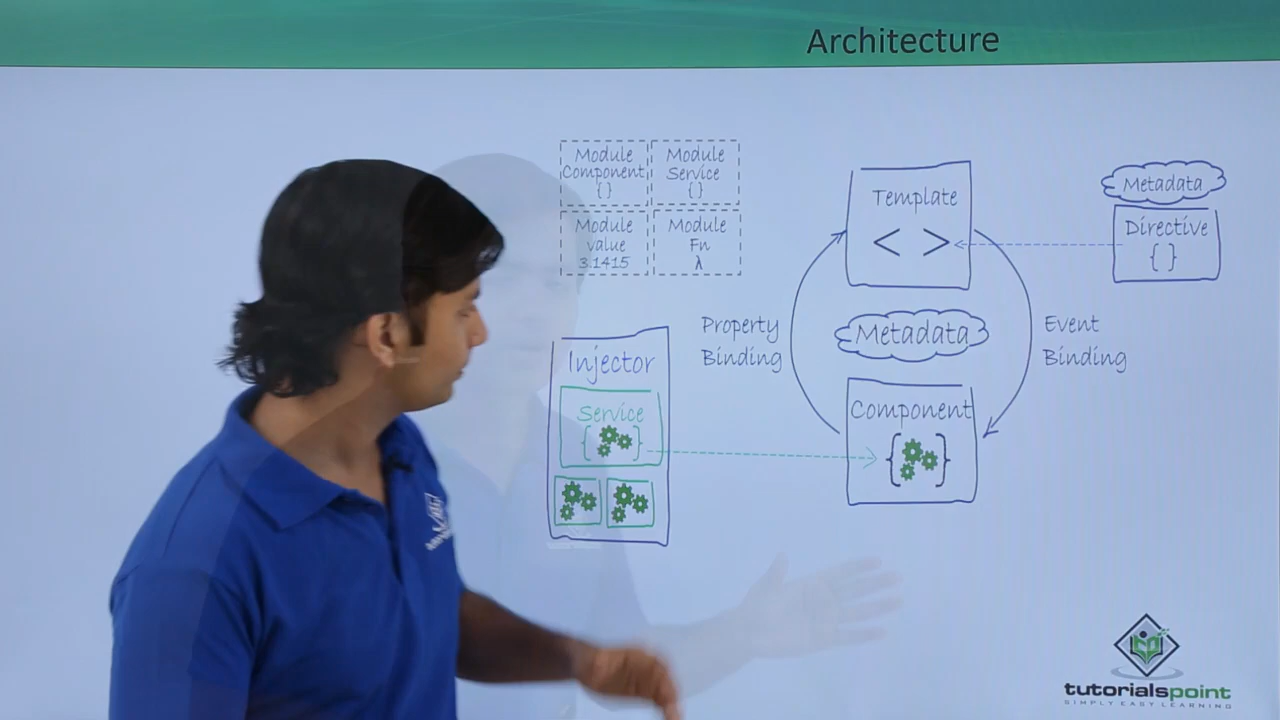 Architecture
Module
Component
{}
Module
Service
{}
Module
value
3.1415
Module
Fn
λ
Template
< >
Metadata
Directive
{ }
Property
Binding
Metadata
Event
Binding
Injector
Service
{ }
Component
{ }
tutorialspoint
SIMPLY EASY LEARNING